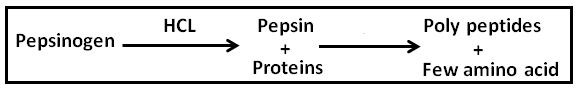 HCL
Pepsinogen
Pepsin
+
Proteins
Poly peptides
+
Few amino acid